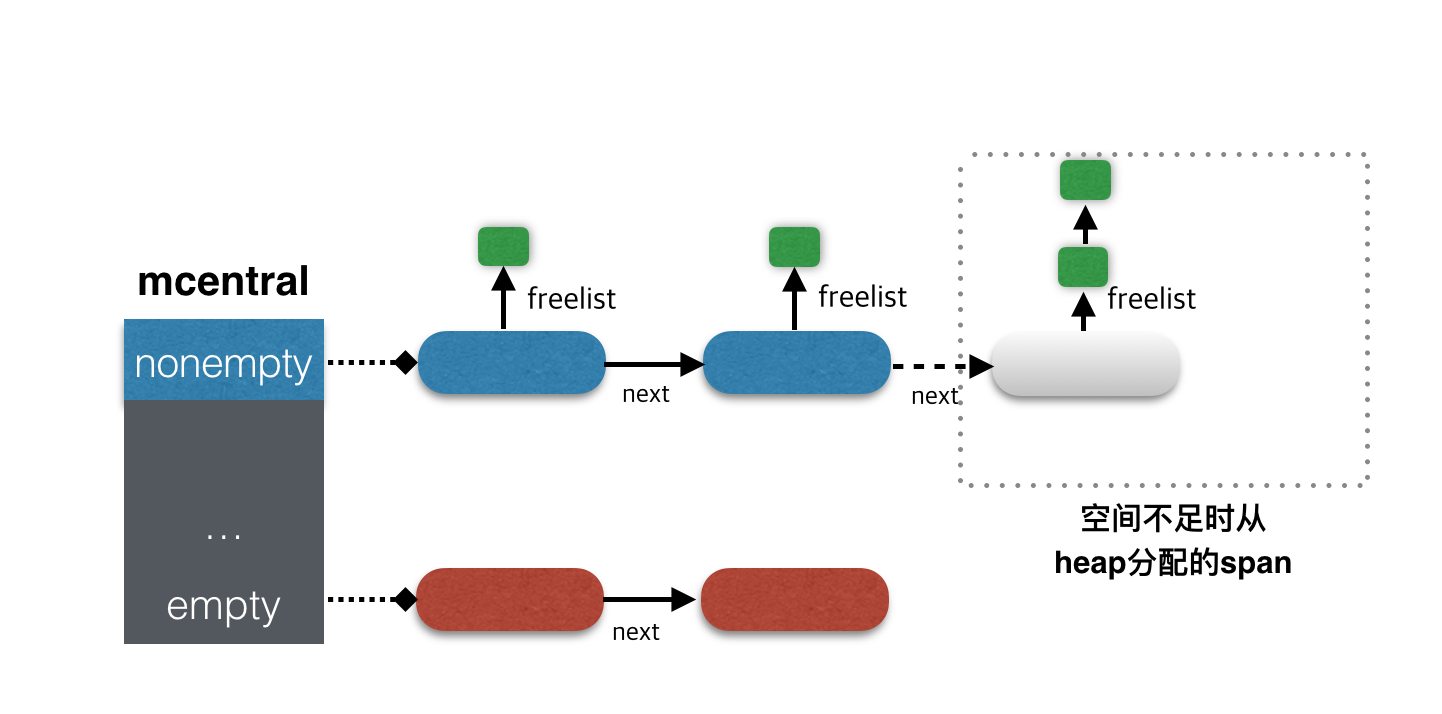 mcentral
nonempty
...
empty
freelist
freelist
freelist
next
next
next
空间不足时从
heap分配的span